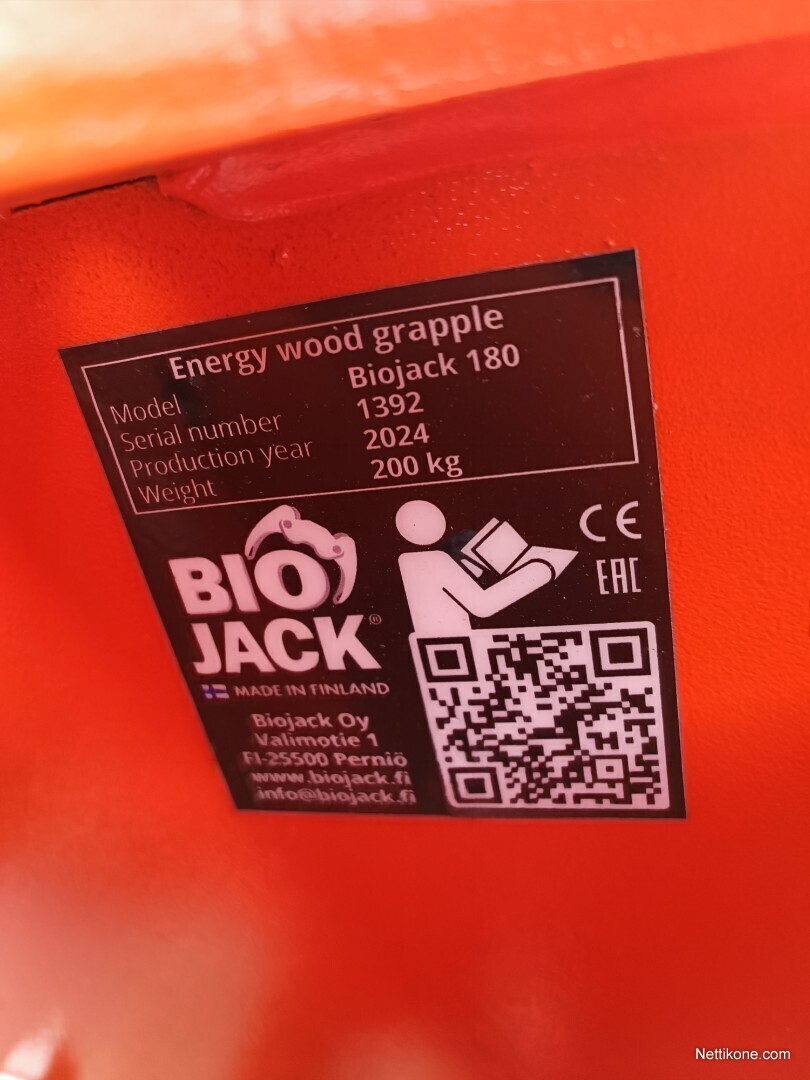 Energy wood grapple
Model Biojack 180
Serial number 1392
Production year 2024
Weight 200 kg
CE
EAC
BIO
JACK®
MADE IN FINLAND
Biojack Oy
Valimotie 1
FI-25500 Perniö
www.biojack.fi
info@biojack.fi
Nettikone.com